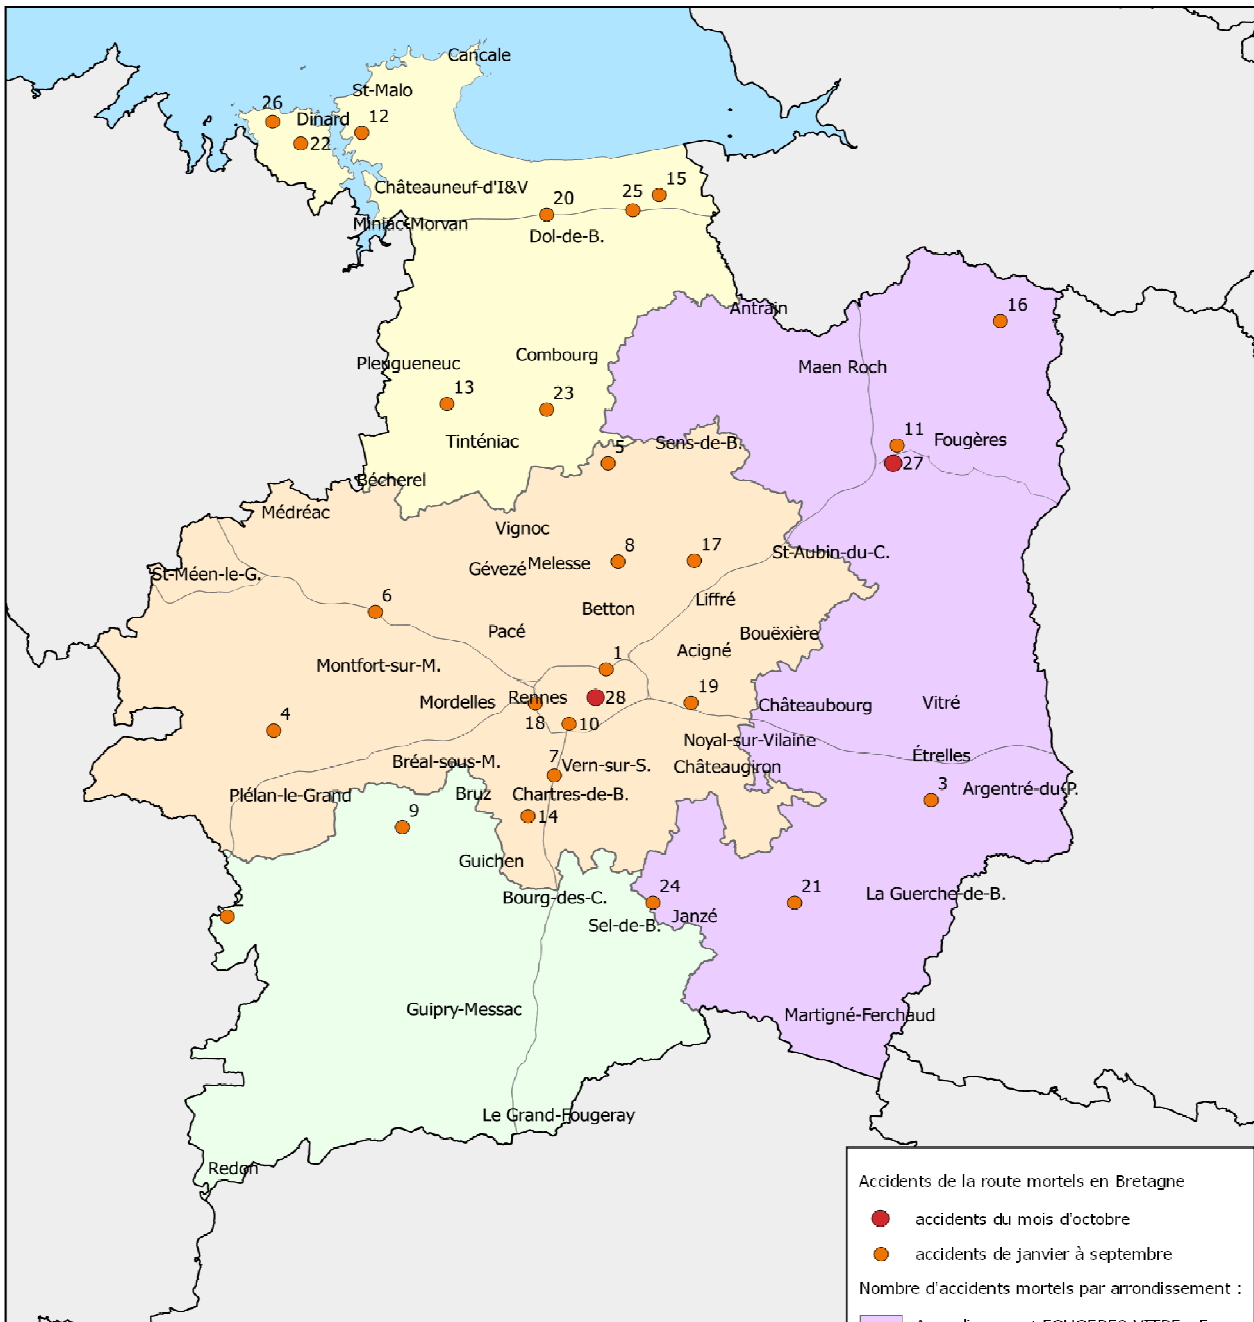 Cancale
St-Malo
26
Dinard
12
22
Châteauneuf-d'I&V
15
25
20
Miniac-Morvan
Dol-de-B.
Antrain
16
Combourg
Pleugueneuc
Maen Roch
13
23
11
Fougères
Tinténiac
5
Sens-de-B.
27
Bécherel
Médréac
Vignoc
8
17
St-Aubin-du-C.
Gévezé
Melesse
St-Méen-le-G.
6
Betton
Liffré
Pacé
Bouëxière
1
Acigné
Montfort-sur-M.
Mordelles
Rennes
28
19
Châteaubourg
Vitré
4
18
10
Noyal-sur-Vilaine
7
Étrelles
Bréal-sous-M.
Vern-sur-S.
Châteaugiron
3
Argentré-du-P.
Plélan-le-Grand
Bruz
Chartres-de-B.
9
14
Guichen
24
21
La Guerche-de-B.
Bourg-des-C.
2
Janzé
Sel-de-B.
Guipry-Messac
Martigné-Ferchaud
Le Grand-Fougeray
Redon
Accidents de la route mortels en Bretagne
accidents du mois d'octobre
accidents de janvier à septembre
Nombre d'accidents mortels par arrondissement :